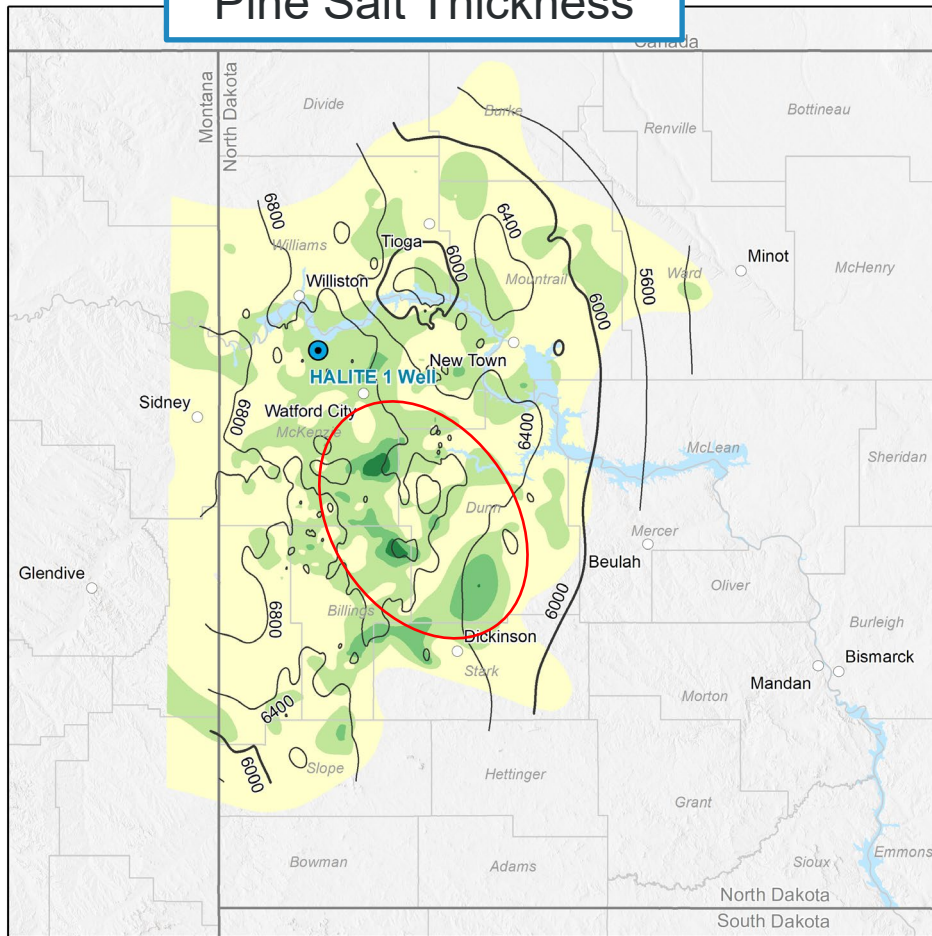 Pine Salt Thickness
Canada
Montana
North Dakota
Divide
Burke
Renville
Bottineau
6800
Williams
Tioga
6000
6400
Mountrail
Ward
Minot
McHenry
Williston
5600
6000
HALITE 1 Well
New Town
Sidney
6800
Watford City
McKenzie
6400
McLean
Sheridan
Dunn
Mercer
Glendive
Beulah
Oliver
6800
Billings
6000
Burleigh
Dickinson
Bismarck
Stark
Mandan
Morton
6400
6000
Slope
Hettinger
Grant
Bowman
Adams
Sioux
Emmons
North Dakota
South Dakota